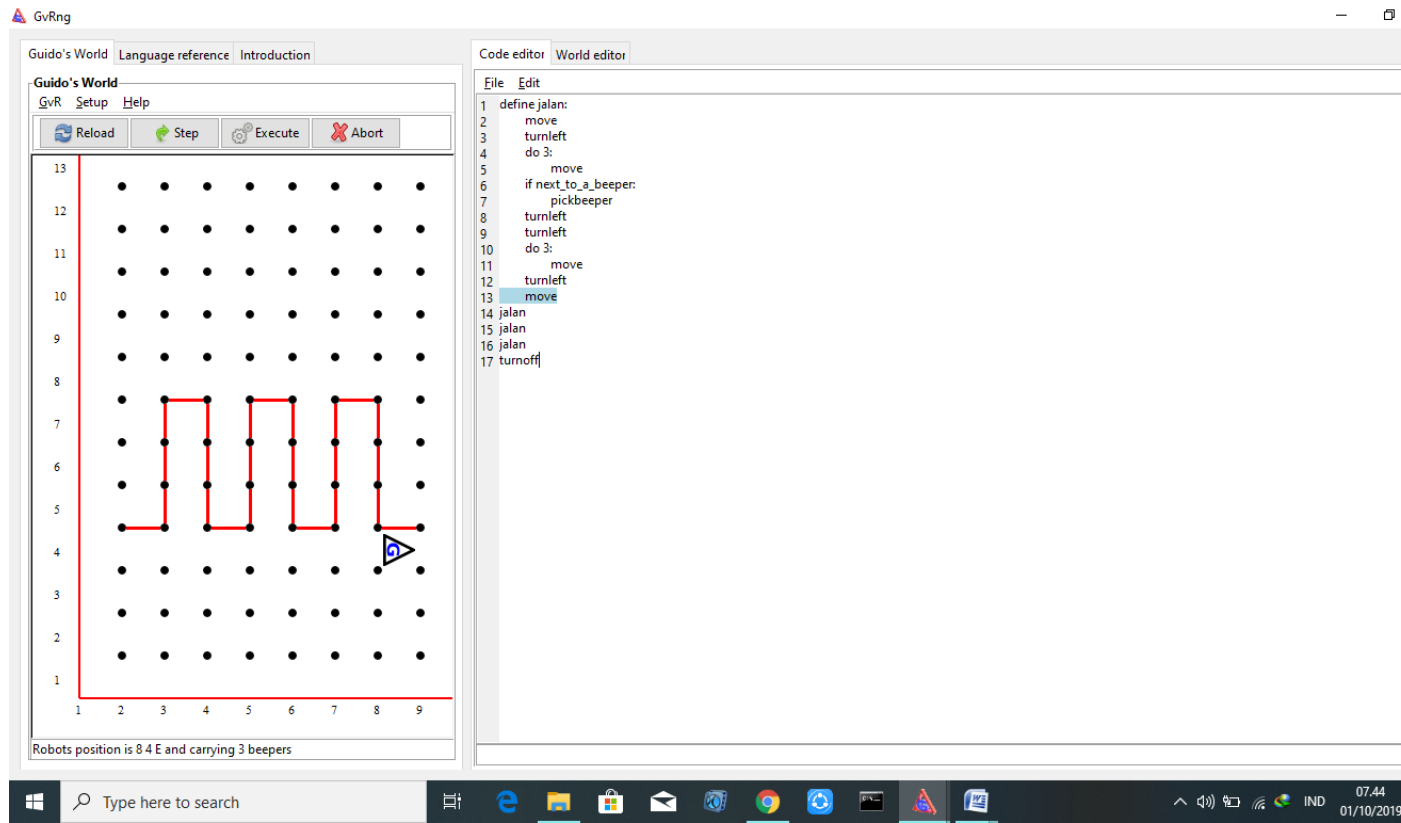 GvRng
Guido's World Language reference Introduction
Guido's World
GvR Setup Help
Reload Step Execute Abort
13
12
11
10
9
8
7
6
5
4
3
2
1
1 2 3 4 5 6 7 8 9
G
Robots position is 8 4 E and carrying 3 beepers
Code editor World editor
File Edit
1 define jalan:
2 move
3 turnleft
4 do 3:
5 move
6 if next_to_a_beeper:
7 pickbeeper
8 turnleft
9 turnleft
10 do 3:
11 move
12 turnleft
13 move
14 jalan
15 jalan
16 jalan
17 turnoff
Type here to search
IND
07.44
01/10/2019